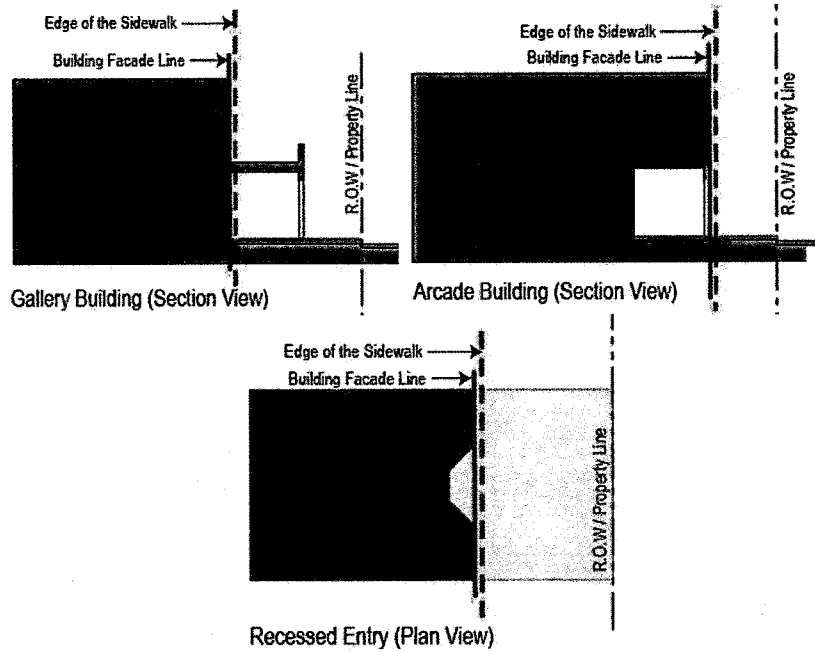 Edge of the Sidewalk
Building Facade Line
R.O.W / Property Line
Gallery Building (Section View)
Edge of the Sidewalk
Building Facade Line
R.O.W / Property Line
Arcade Building (Section View)
Edge of the Sidewalk
Building Facade Line
R.O.W / Property Line
Recessed Entry (Plan View)